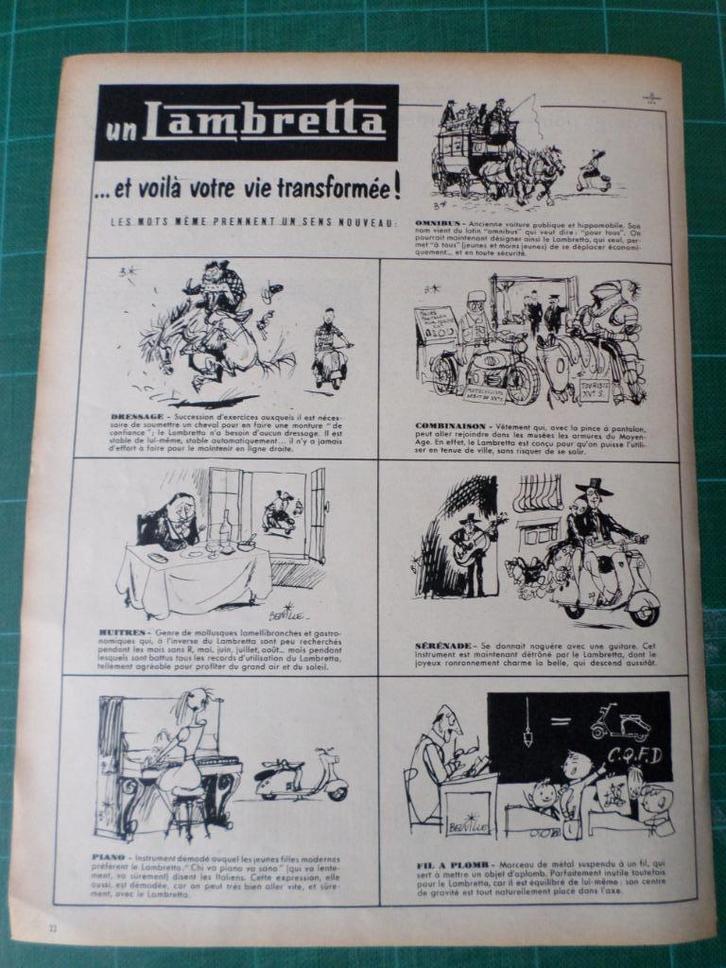 un Lambretta
...et voilà votre vie transformée!
LES MOTS MÊME PRENNENT UN SENS NOUVEAU:
OMNIBUS - Ancienne voiture publique et hippomobile. Son
nom vient du latin "omnibus" qui veut dire : "pour tous". On
pourrait maintenant désigner ainsi le Lambretta, qui seul, per-
met "à tous" (jeunes et moins jeunes) de se déplacer économi-
quement... et en toute sécurité.
DRESSAGE - Succession d'exercices auxquels il est néces-
saire de soumettre un cheval pour en faire une monture "de
confiance"; le Lambretta n'a besoin d'aucun dressage. Il est
stable de lui-même, stable automatiquement... il n'y a jamais
d'effort à faire pour le maintenir en ligne droite.
TOURISTE
XVe S.
COMBINAISON - Vêtement qui, avec la pince à pantalon,
peut aller rejoindre dans les musées les armures du Moyen-
Age. En effet, le Lambretta est conçu pour qu'on puisse l'utili-
ser en tenue de ville, sans risquer de se salir.
BELVILLE
HUITRES - Genre de mollusques lamellibranches et gastro-
nomiques qui, à l'inverse du Lambretta sont peu recherchés
pendant les mois sans R, mai, juin, juillet, août... mois pendant
lesquels sont battus tous les records d'utilisation du Lambretta,
tellement agréable pour profiter du grand air et du soleil.
SÉRÉNADE - Se donnait naguère avec une guitare. Cet
instrument est maintenant détrôné par le Lambretta, dont le
joyeux ronronnement charme la belle, qui descend aussitôt.
PIANO - Instrument démodé auquel les jeunes filles modernes
préfèrent le Lambretta. "Chi va piano va sano" (qui va lente-
ment, va sûrement) disent les Italiens. Cette expression, elle
aussi, est démodée, car on peut très bien aller vite, et sûre-
ment, avec le Lambretta.
=
C.Q.F.D
BELVILLE
FIL A PLOMB - Morceau de métal suspendu à un fil, qui
sert à mettre un objet d'aplomb. Parfaitement inutile toutefois
pour le Lambretta, car il est équilibré de lui-même : son centre
de gravité est tout naturellement placé dans l'axe.
22